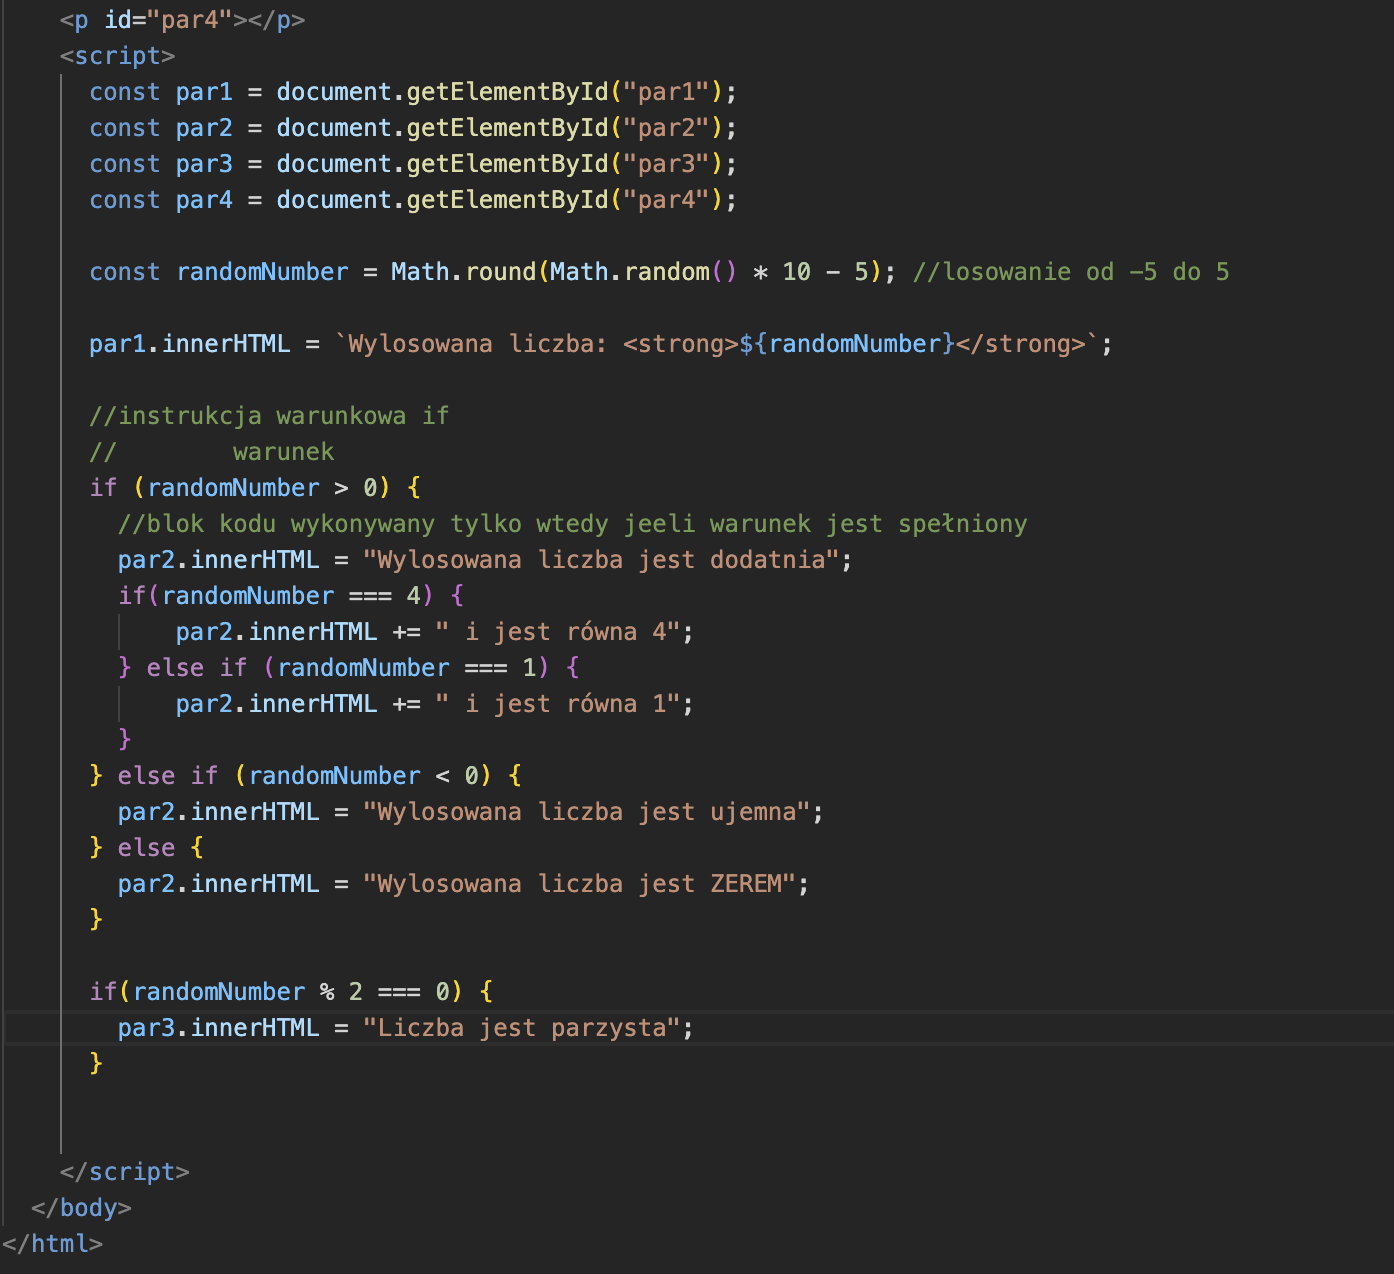 <p id="par4"></p>
<script>
const par1 = document.getElementById("par1");
const par2 = document.getElementById("par2");
const par3 = document.getElementById("par3");
const par4 = document.getElementById("par4");
const randomNumber = Math.round(Math.random() * 10 - 5); //losowanie od -5 do 5
par1.innerHTML = `Wylosowana liczba: <strong>${randomNumber}</strong>`;
//instrukcja warunkowa if
//        warunek
if (randomNumber > 0) {
//blok kodu wykonywany tylko wtedy jeeli warunek jest spełniony
par2.innerHTML = "Wylosowana liczba jest dodatnia";
if(randomNumber === 4) {
par2.innerHTML += " i jest równa 4";
} else if (randomNumber === 1) {
par2.innerHTML += " i jest równa 1";
}
} else if (randomNumber < 0) {
par2.innerHTML = "Wylosowana liczba jest ujemna";
} else {
par2.innerHTML = "Wylosowana liczba jest ZEREM";
}
if(randomNumber % 2 === 0) {
par3.innerHTML = "Liczba jest parzysta";
}
</script>
</body>
</html>